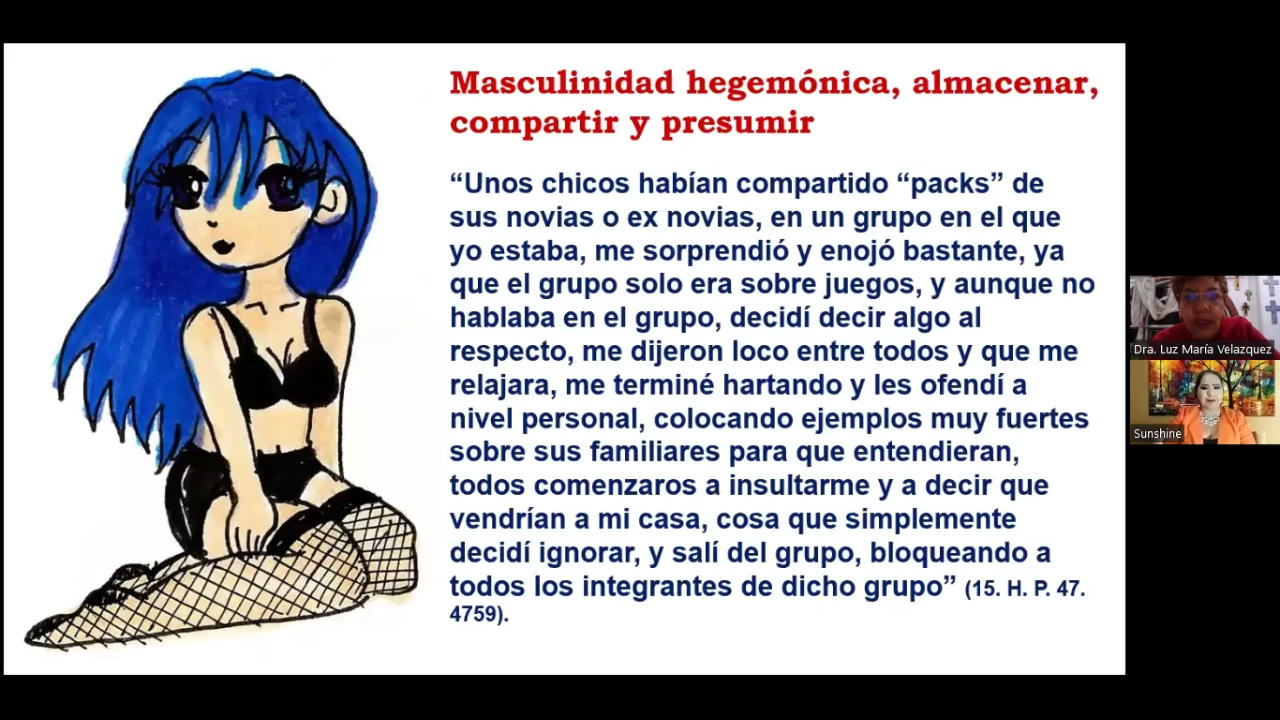 Masculinidad hegemónica, almacenar,
compartir y presumir
“Unos chicos habían compartido “packs” de
sus novias o ex novias, en un grupo en el que
yo estaba, me sorprendió y enojó bastante, ya
que el grupo solo era sobre juegos, y aunque no
hablaba en el grupo, decidí decir algo al
respecto, me dijeron loco entre todos y que me
relajara, me terminé hartando y les ofendí a
nivel personal, colocando ejemplos muy fuertes
sobre sus familiares para que entendieran,
todos comenzaros a insultarme y a decir que
vendrían a mi casa, cosa que simplemente
decidí ignorar, y salí del grupo, bloqueando a
todos los integrantes de dicho grupo” (15. H. P. 47.
4759).
Dra. Luz María Velazquez
Sunshine